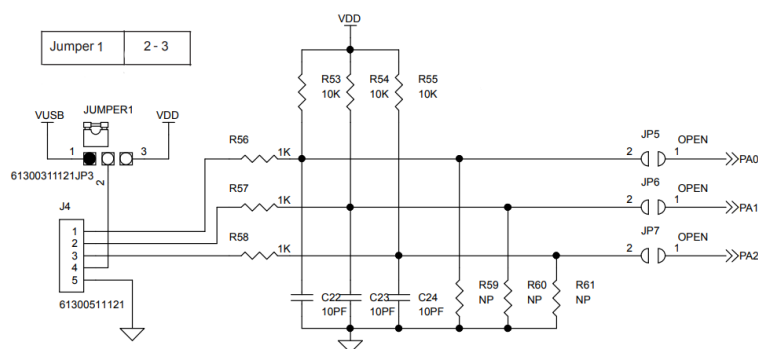 VDD
Jumper 1 2 - 3
R53 R54 R55
10K 10K 10K
VUSB JUMPER1 VDD
1 3
2
61300311121JP3
R56
1K
R57
1K
R58
1K
J4
1
2
3
4
5
61300511121
JP5
2 1 OPEN
PA0
JP6
2 1 OPEN
PA1
JP7
2 1 OPEN
PA2
C22 C23 C24
10PF 10PF 10PF
R59 R60 R61
NP NP NP